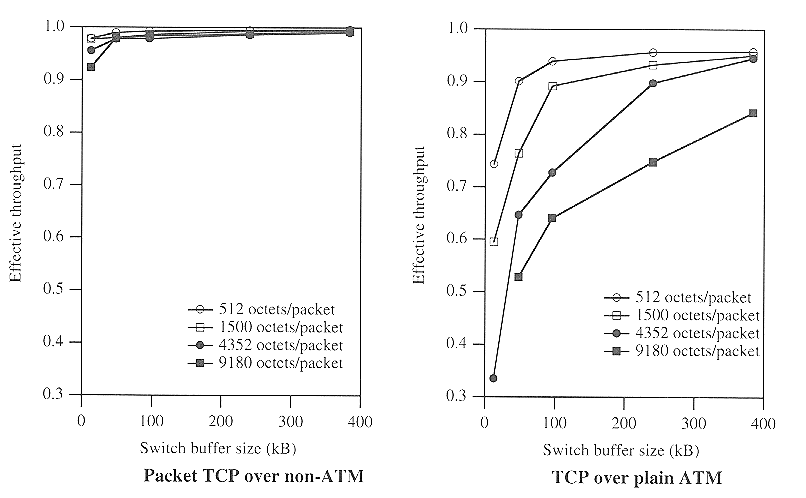 1.0
0.9
0.8
0.7
0.6
0.5
0.4
0.3
Effective throughput
512 octets/packet
1500 octets/packet
4352 octets/packet
9180 octets/packet
0 100 200 300 400
Switch buffer size (kB)
Packet TCP over non-ATM
1.0
0.9
0.8
0.7
0.6
0.5
0.4
0.3
Effective throughput
512 octets/packet
1500 octets/packet
4352 octets/packet
9180 octets/packet
0 100 200 300 400
Switch buffer size (kB)
TCP over plain ATM